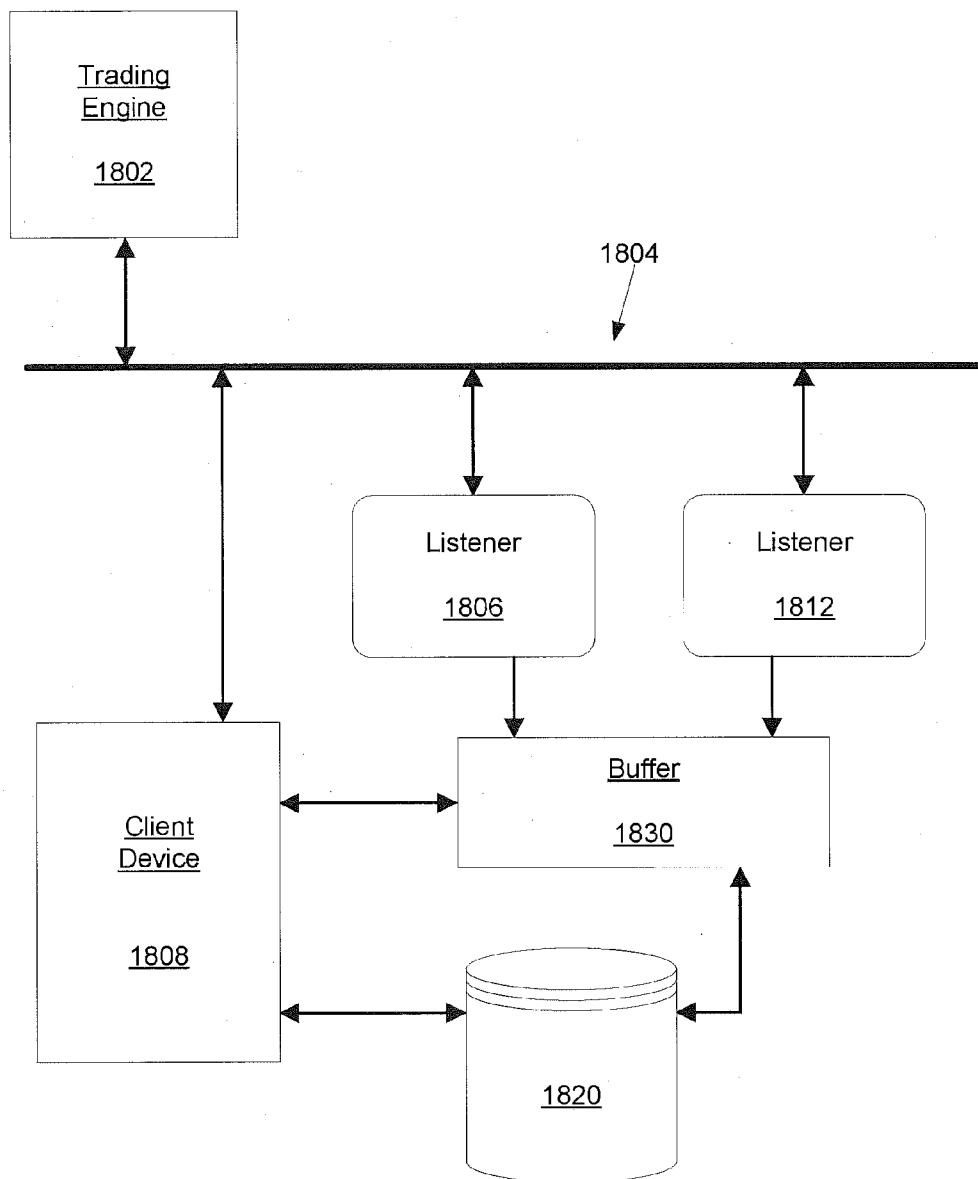 Trading
Engine
1802
1804
Listener
1806
Listener
1812
Buffer
1830
Client
Device
1808
1820